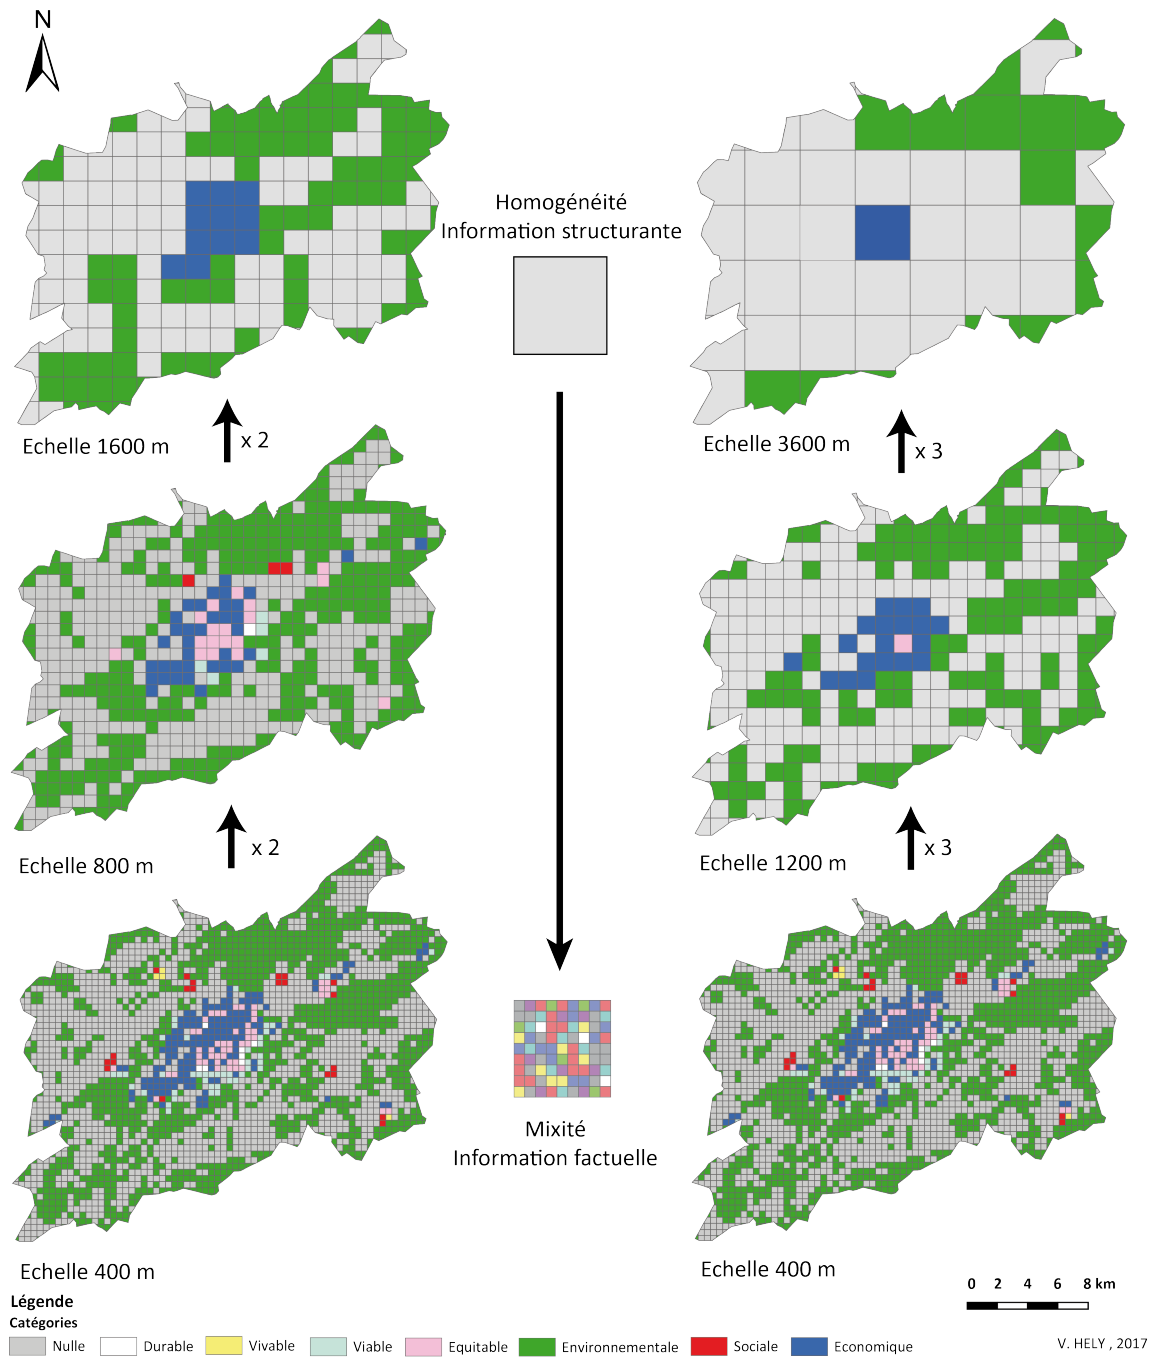 N
Homogénéité
Information structurante
Echelle 1600 m
x 2
Echelle 3600 m
x 3
Echelle 800 m
x 2
Echelle 1200 m
x 3
Mixité
Information factuelle
Echelle 400 m
Echelle 400 m
0 2 4 6 8 km
Légende
Catégories
Nulle Durable Vivable Viable Equitable Environnementale Sociale Economique
V. HELY , 2017